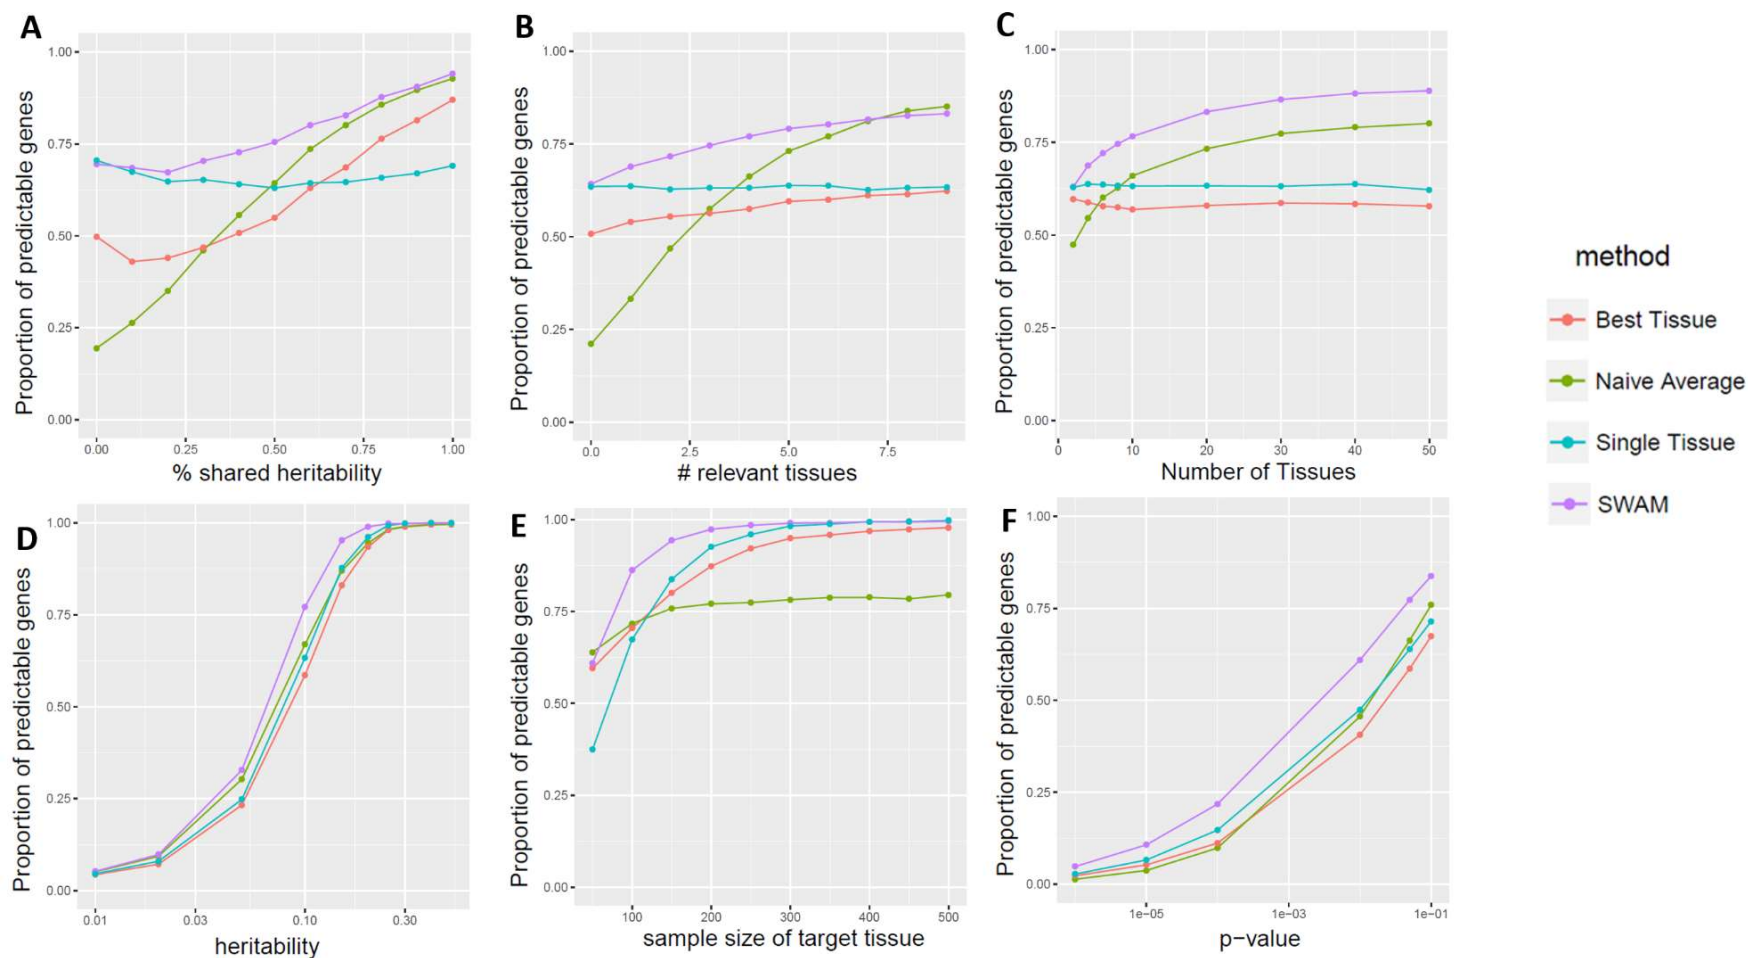 A
Proportion of predictable genes
1.00
0.75
0.50
0.25
0.00
0.00 0.25 0.50 0.75 1.00
% shared heritability
B
Proportion of predictable genes
1.00
0.75
0.50
0.25
0.00
0.0 2.5 5.0 7.5
# relevant tissues
C
Proportion of predictable genes
1.00
0.75
0.50
0.25
0.00
0 10 20 30 40 50
Number of Tissues
method
Best Tissue
Naive Average
Single Tissue
SWAM
D
Proportion of predictable genes
1.00
0.75
0.50
0.25
0.00
0.01 0.03 0.10 0.30
heritability
E
Proportion of predictable genes
1.00
0.75
0.50
0.25
0.00
100 200 300 400 500
sample size of target tissue
F
Proportion of predictable genes
1.00
0.75
0.50
0.25
0.00
1e−05 1e−03 1e−01
p−value